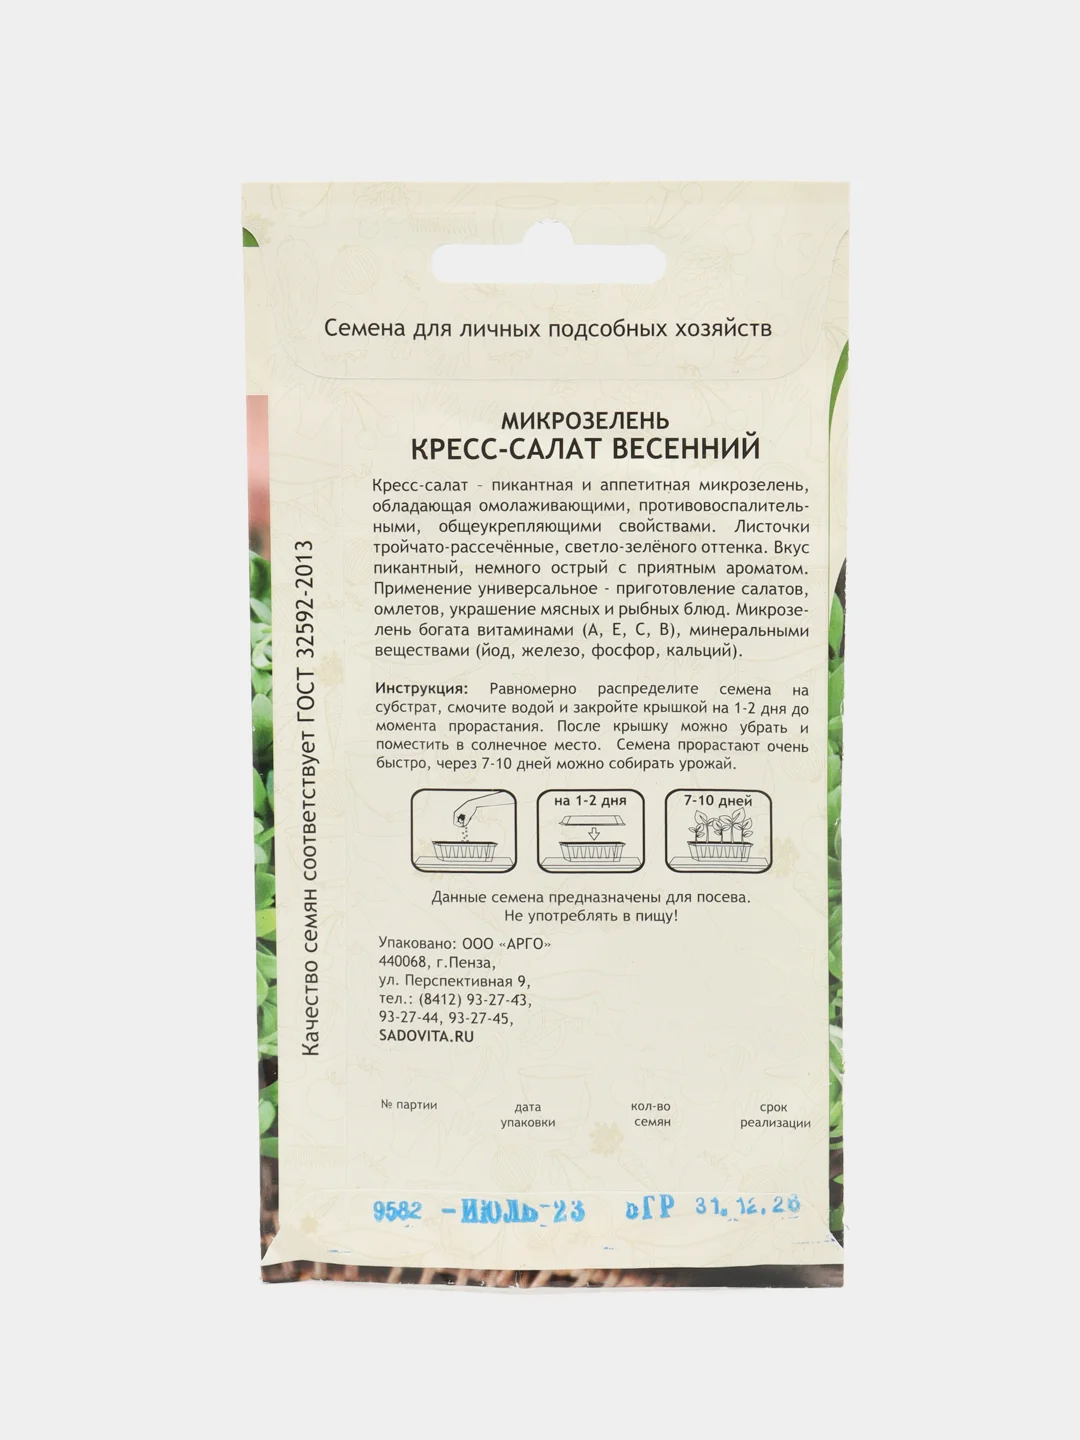 Семена для личных подсобных хозяйств
МИКРОЗЕЛЕНЬ
КРЕСС-САЛАТ ВЕСЕННИЙ
Кресс-салат - пикантная и аппетитная микрозелень,
обладающая омолаживающими, противовоспалитель-
ными, общеукрепляющими свойствами. Листочки
тройчато-рассечённые, светло-зелёного оттенка. Вкус
пикантный, немного острый с приятным ароматом.
Применение универсальное - приготовление салатов,
омлетов, украшение мясных и рыбных блюд. Микрозе-
лень богата витаминами (А, Е, С, В), минеральными
веществами (йод, железо, фосфор, кальций).
Инструкция: Равномерно распределите семена на
субстрат, смочите водой и закройте крышкой на 1-2 дня до
момента прорастания. После крышку можно убрать и
поместить в солнечное место. Семена прорастают очень
быстро, через 7-10 дней можно собирать урожай.
на 1-2 дня
7-10 дней
Данные семена предназначены для посева.
Не употреблять в пищу!
Упаковано: ООО «АРГО»
440068, г.Пенза,
ул. Перспективная 9,
тел.: (8412) 93-27-43,
93-27-44, 93-27-45,
SADOVITA.RU
Качество семян соответствует ГОСТ 32592-2013
№ партии дата упаковки кол-во семян срок реализации
9582 -ИЮЛЬ-23 ГР 31.12.26